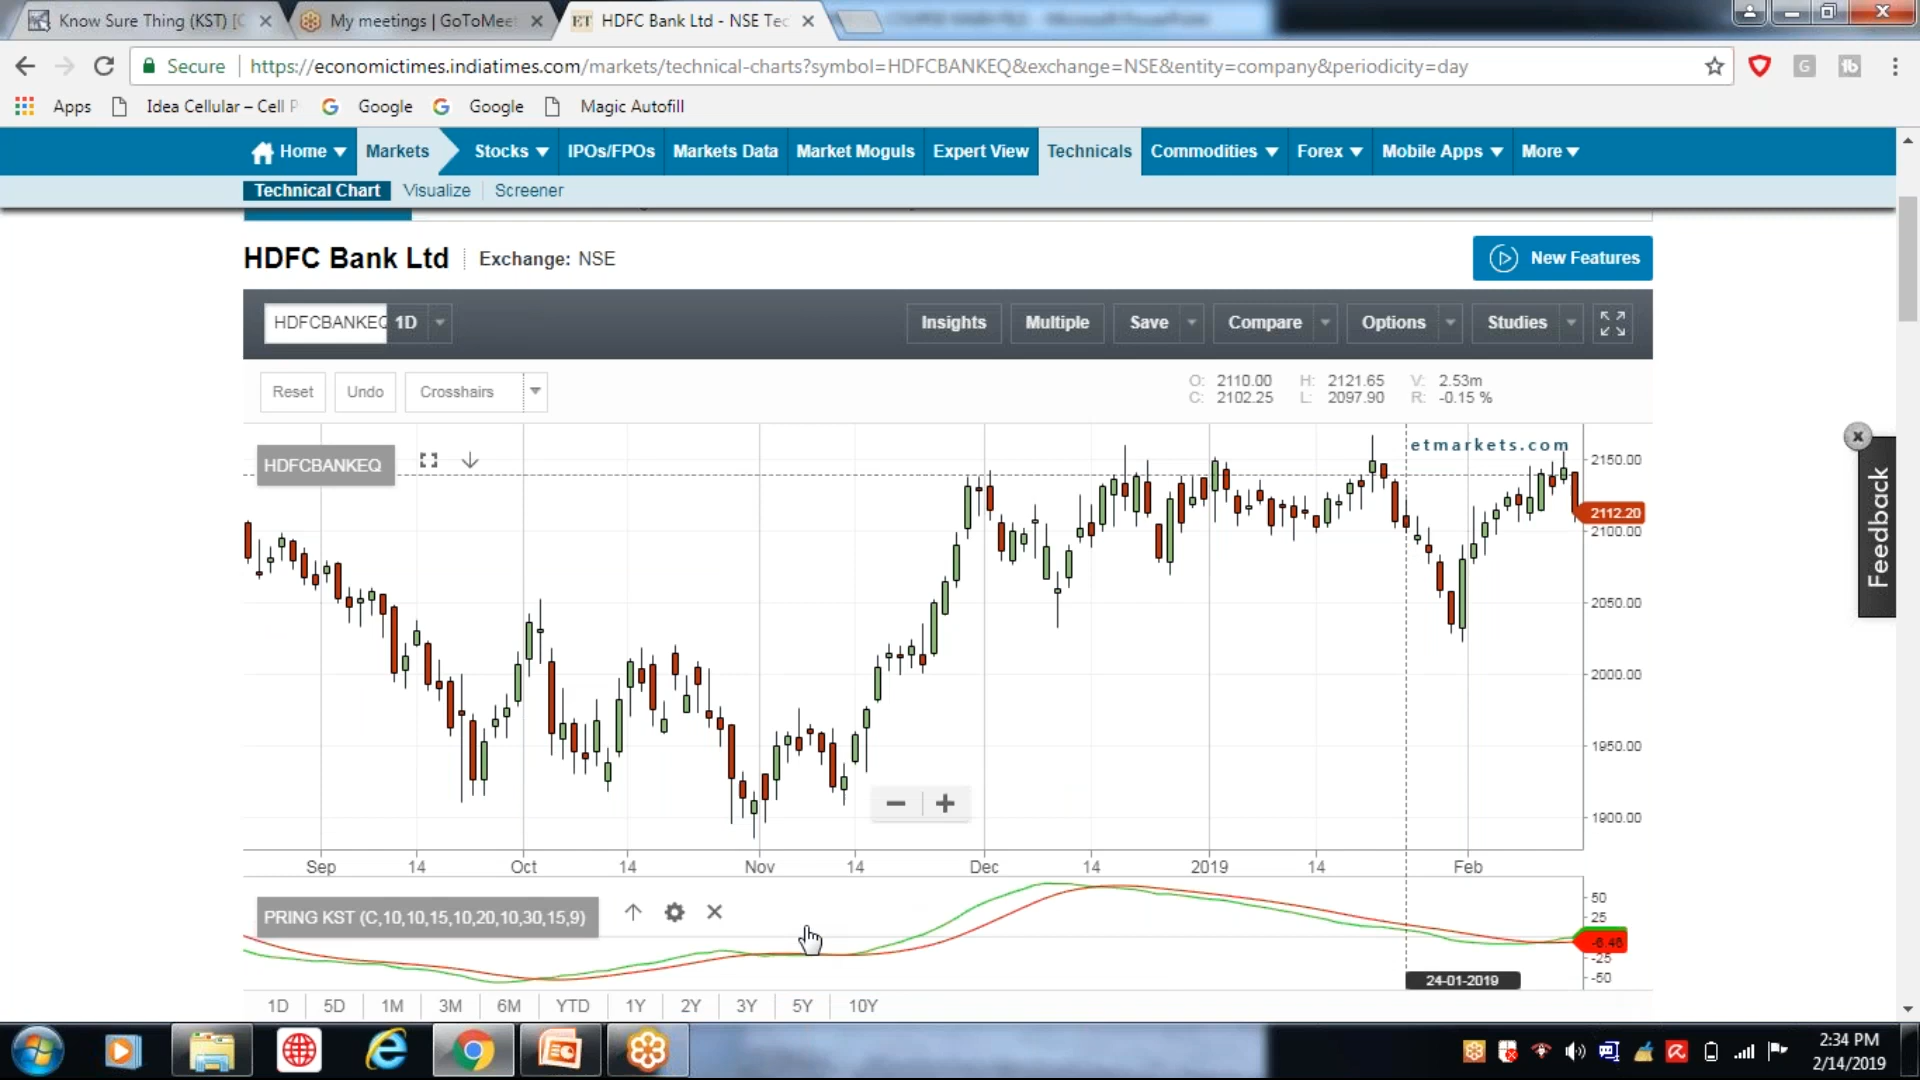 Know Sure Thing (KST) [C
My meetings | GoToMeet
ET HDFC Bank Ltd - NSE Tec
Secure https://economictimes.indiatimes.com/markets/technical-charts?symbol=HDFCBANKEQ&exchange=NSE&entity=company&periodicity=day
Apps Idea Cellular – Cell P Google Google Magic Autofill
Home Markets Stocks IPOs/FPOs Markets Data Market Moguls Expert View Technicals Commodities Forex Mobile Apps More
Technical Chart Visualize Screener
HDFC Bank Ltd Exchange: NSE New Features
HDFCBANKEQ 1D Insights Multiple Save Compare Options Studies
Reset Undo Crosshairs
O: 2110.00 H: 2121.65 V: 2.53m
C: 2102.25 L: 2097.90 R: -0.15 %
etmarkets.com
HDFCBANKEQ
2150.00
2112.20
2100.00
2050.00
2000.00
1950.00
1900.00
Sep 14 Oct 14 Nov 14 Dec 14 2019 14 Feb
PRING KST (C,10,10,15,10,20,10,30,15,9)
50
25
-6.46
-25
-50
24-01-2019
1D 5D 1M 3M 6M YTD 1Y 2Y 3Y 5Y 10Y
Feedback
2:34 PM
2/14/2019